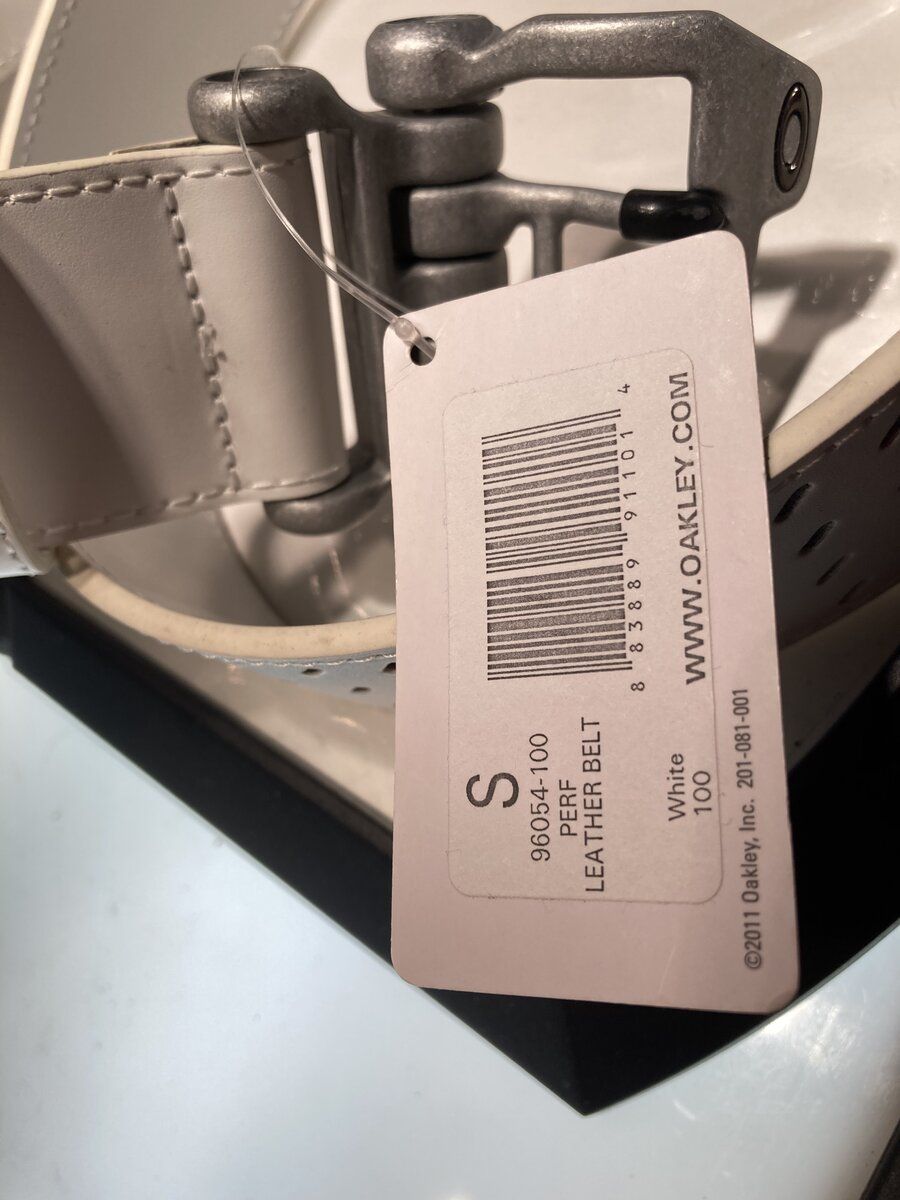 S
96054-100
PERF
LEATHER BELT
White
100
8 83889 91101 4
WWW.OAKLEY.COM
©2011 Oakley, Inc. 201-081-001